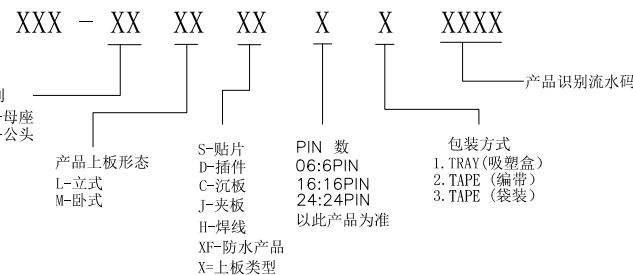 XXX - XX XX XX X X XXXX
产品识别流水码
别
-母座
-公头
产品上板形态
L-立式
M-卧式
S-贴片
D-插件
C-沉板
J-夹板
H-焊线
XF-防水产品
X=上板类型
PIN 数
06:6PIN
16:16PIN
24:24PIN
以此产品为准
包装方式
1. TRAY(吸塑盒)
2. TAPE (编带)
3. TAPE (袋装)